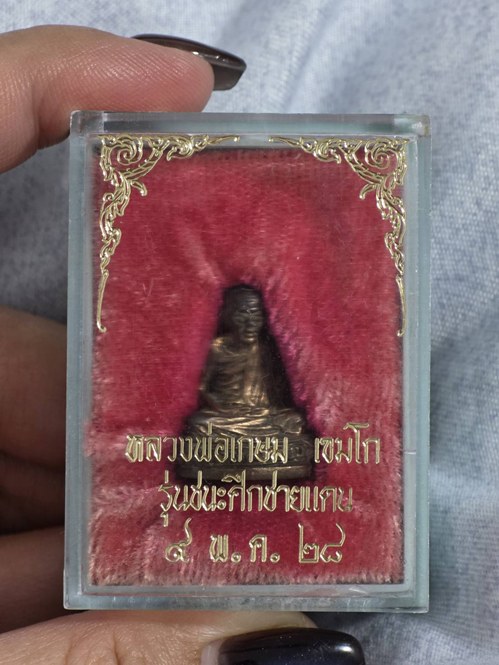 หลวงพ่อเกษม เขมโก
รุ่นชนะศึกชายแดน
๙ พ.ค. ๒๘